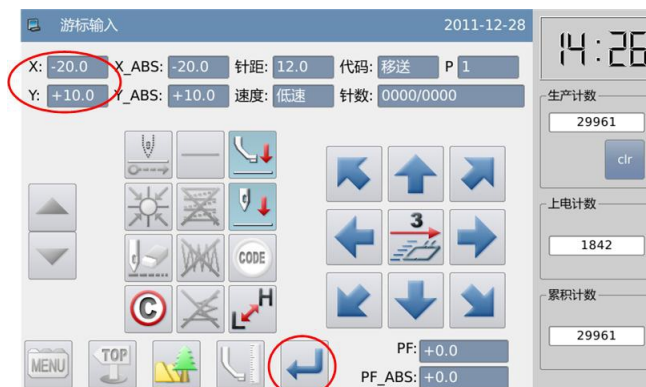 游标输入 2011-12-28
14:26
X: -20.0 X_ABS: -20.0 针距: 12.0 代码: 移送 P 1
Y: +10.0 Y_ABS: +10.0 速度: 低速 针数: 0000/0000
生产计数
29961
clr
上电计数
1842
累积计数
29961
3
CODE
C
H
L
MENU
TOP
PF: +0.0
PF_ABS: +0.0